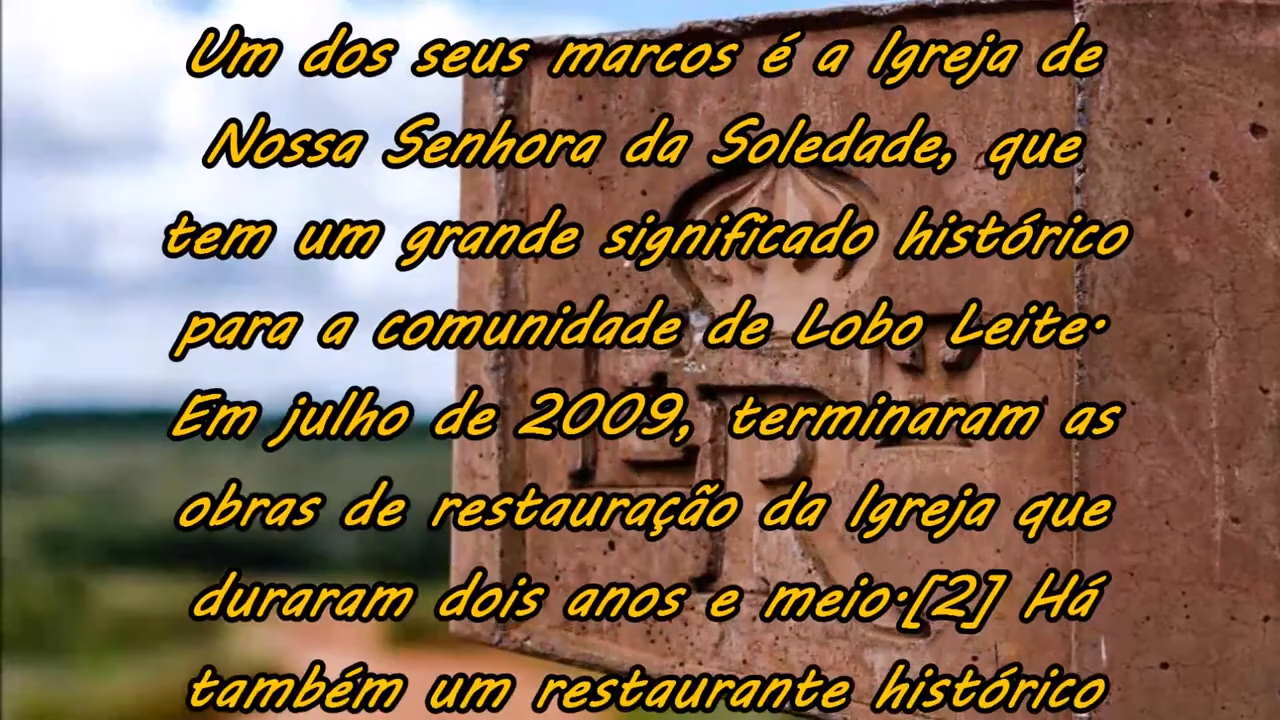 Um dos seus marcos é a Igreja de
Nossa Senhora da Soledade, que
tem um grande significado histórico
para a comunidade de Lobo Leite.
Em julho de 2009, terminaram as
obras de restauração da Igreja que
duraram dois anos e meio.[2] Há
também um restaurante histórico